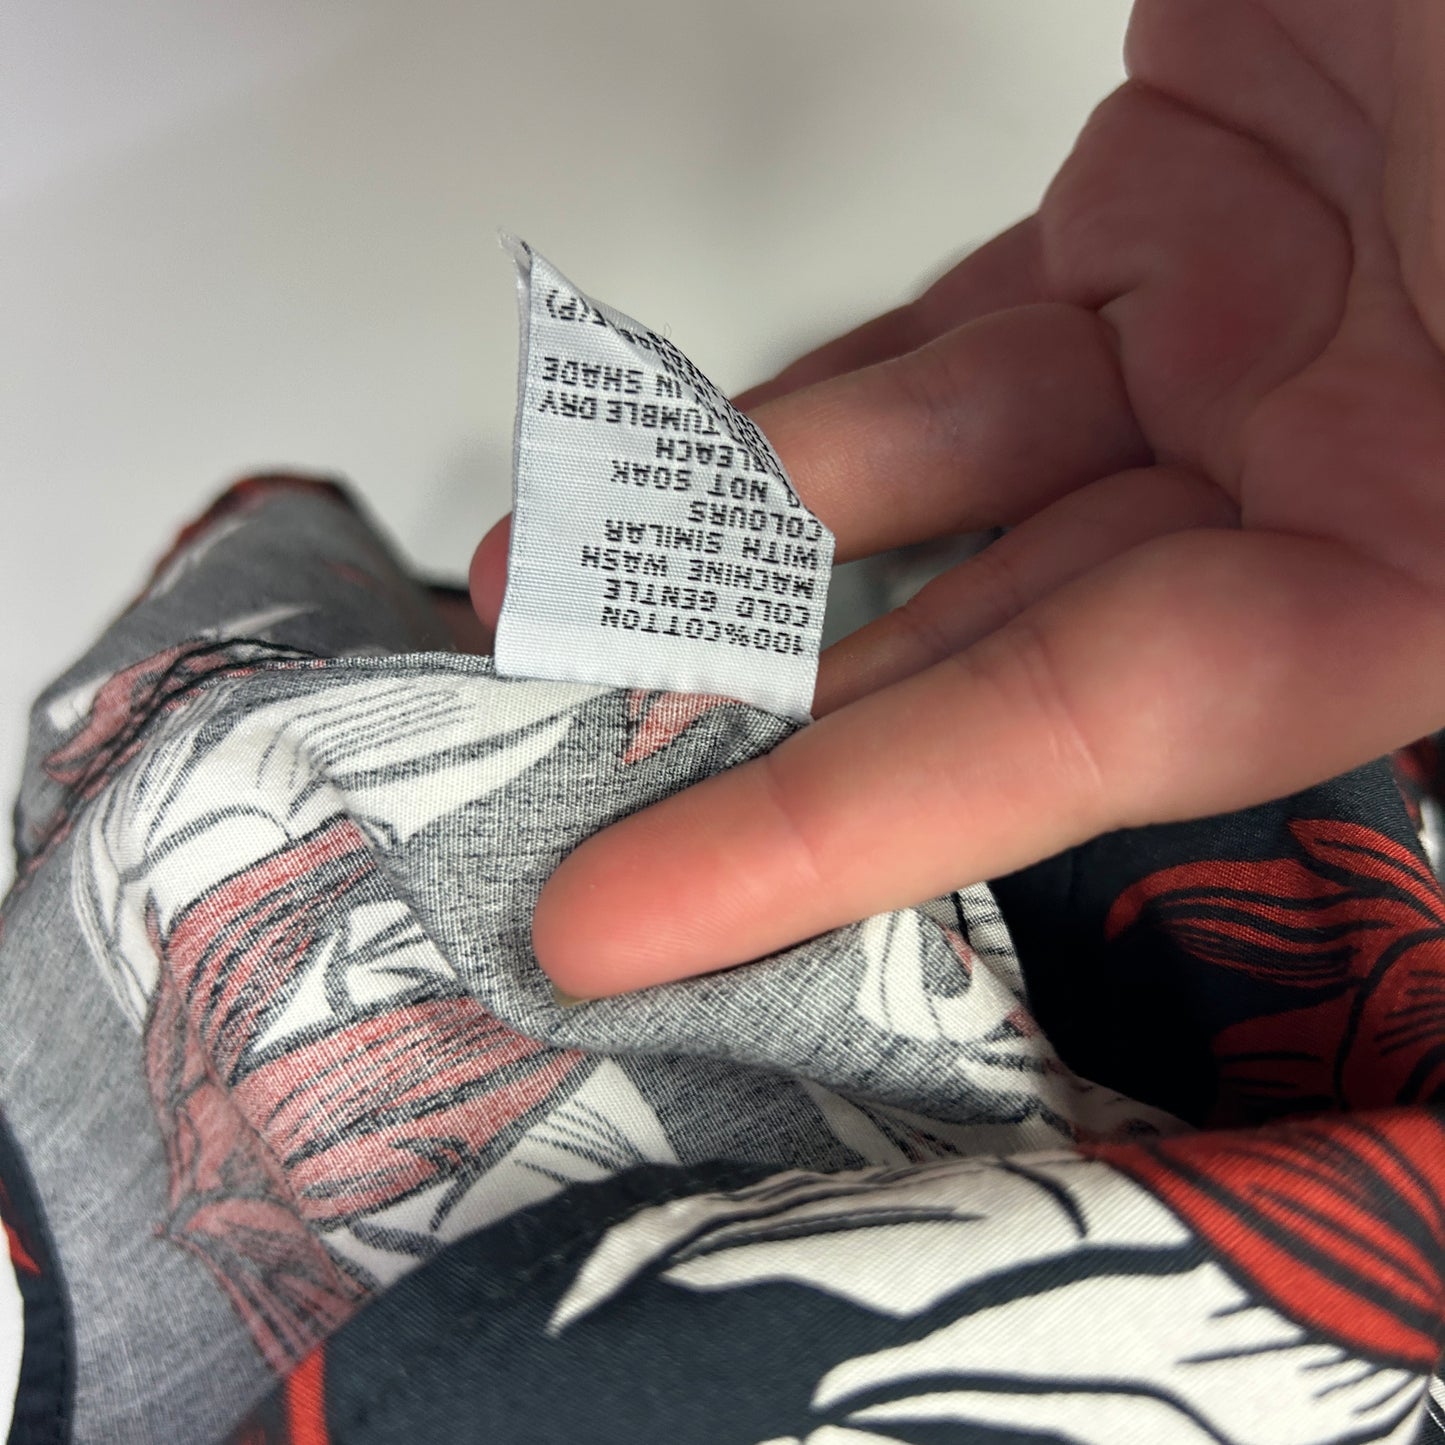 100%COTTON
COLD GENTLE
MACHINE WASH
WITH SIMILAR
COLOURS
NOT SOAK
BLEACH
TUMBLE DRY
IN SHADE
(P)